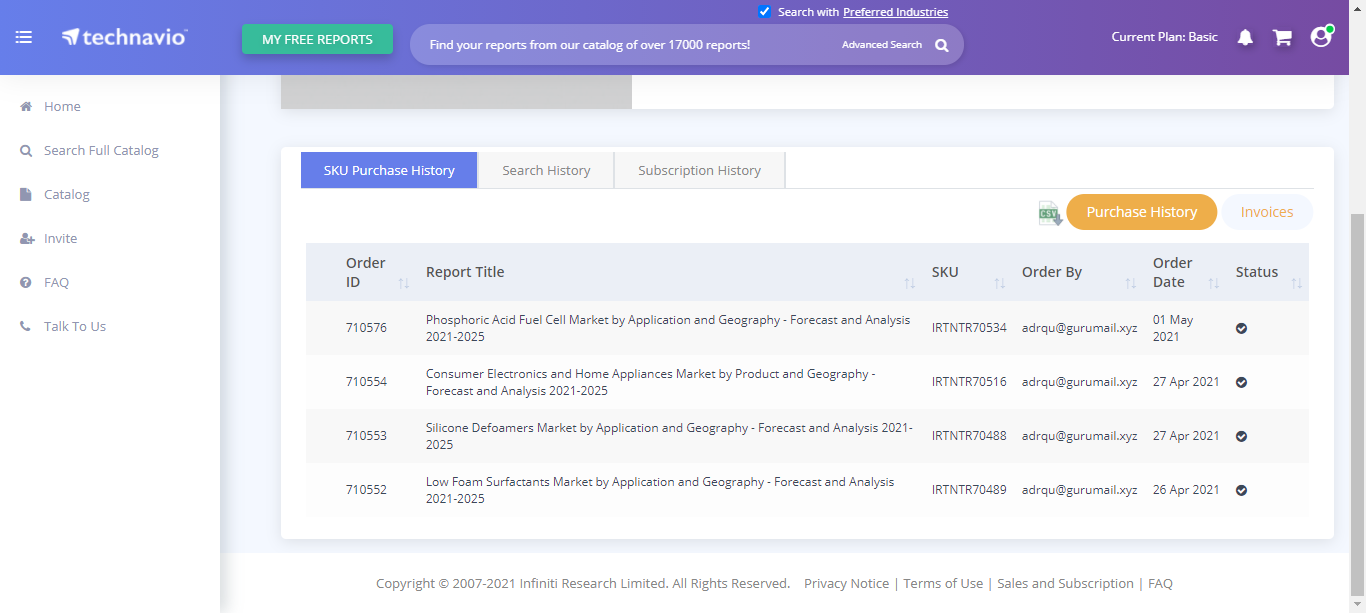 Search with Preferred Industries
technavio
MY FREE REPORTS
Find your reports from our catalog of over 17000 reports!
Advanced Search
Current Plan: Basic
Home
Search Full Catalog
Catalog
Invite
FAQ
Talk To Us
SKU Purchase History
Search History
Subscription History
CSV
Purchase History
Invoices
Order
ID
Report Title
SKU
Order By
Order
Date
Status
710576
Phosphoric Acid Fuel Cell Market by Application and Geography - Forecast and Analysis
2021-2025
IRTNTR70534
adrqu@gurumail.xyz
01 May
2021
710554
Consumer Electronics and Home Appliances Market by Product and Geography -
Forecast and Analysis 2021-2025
IRTNTR70516
adrqu@gurumail.xyz
27 Apr 2021
710553
Silicone Defoamers Market by Application and Geography - Forecast and Analysis 2021-
2025
IRTNTR70488
adrqu@gurumail.xyz
27 Apr 2021
710552
Low Foam Surfactants Market by Application and Geography - Forecast and Analysis
2021-2025
IRTNTR70489
adrqu@gurumail.xyz
26 Apr 2021
Copyright © 2007-2021 Infiniti Research Limited. All Rights Reserved. Privacy Notice | Terms of Use | Sales and Subscription | FAQ